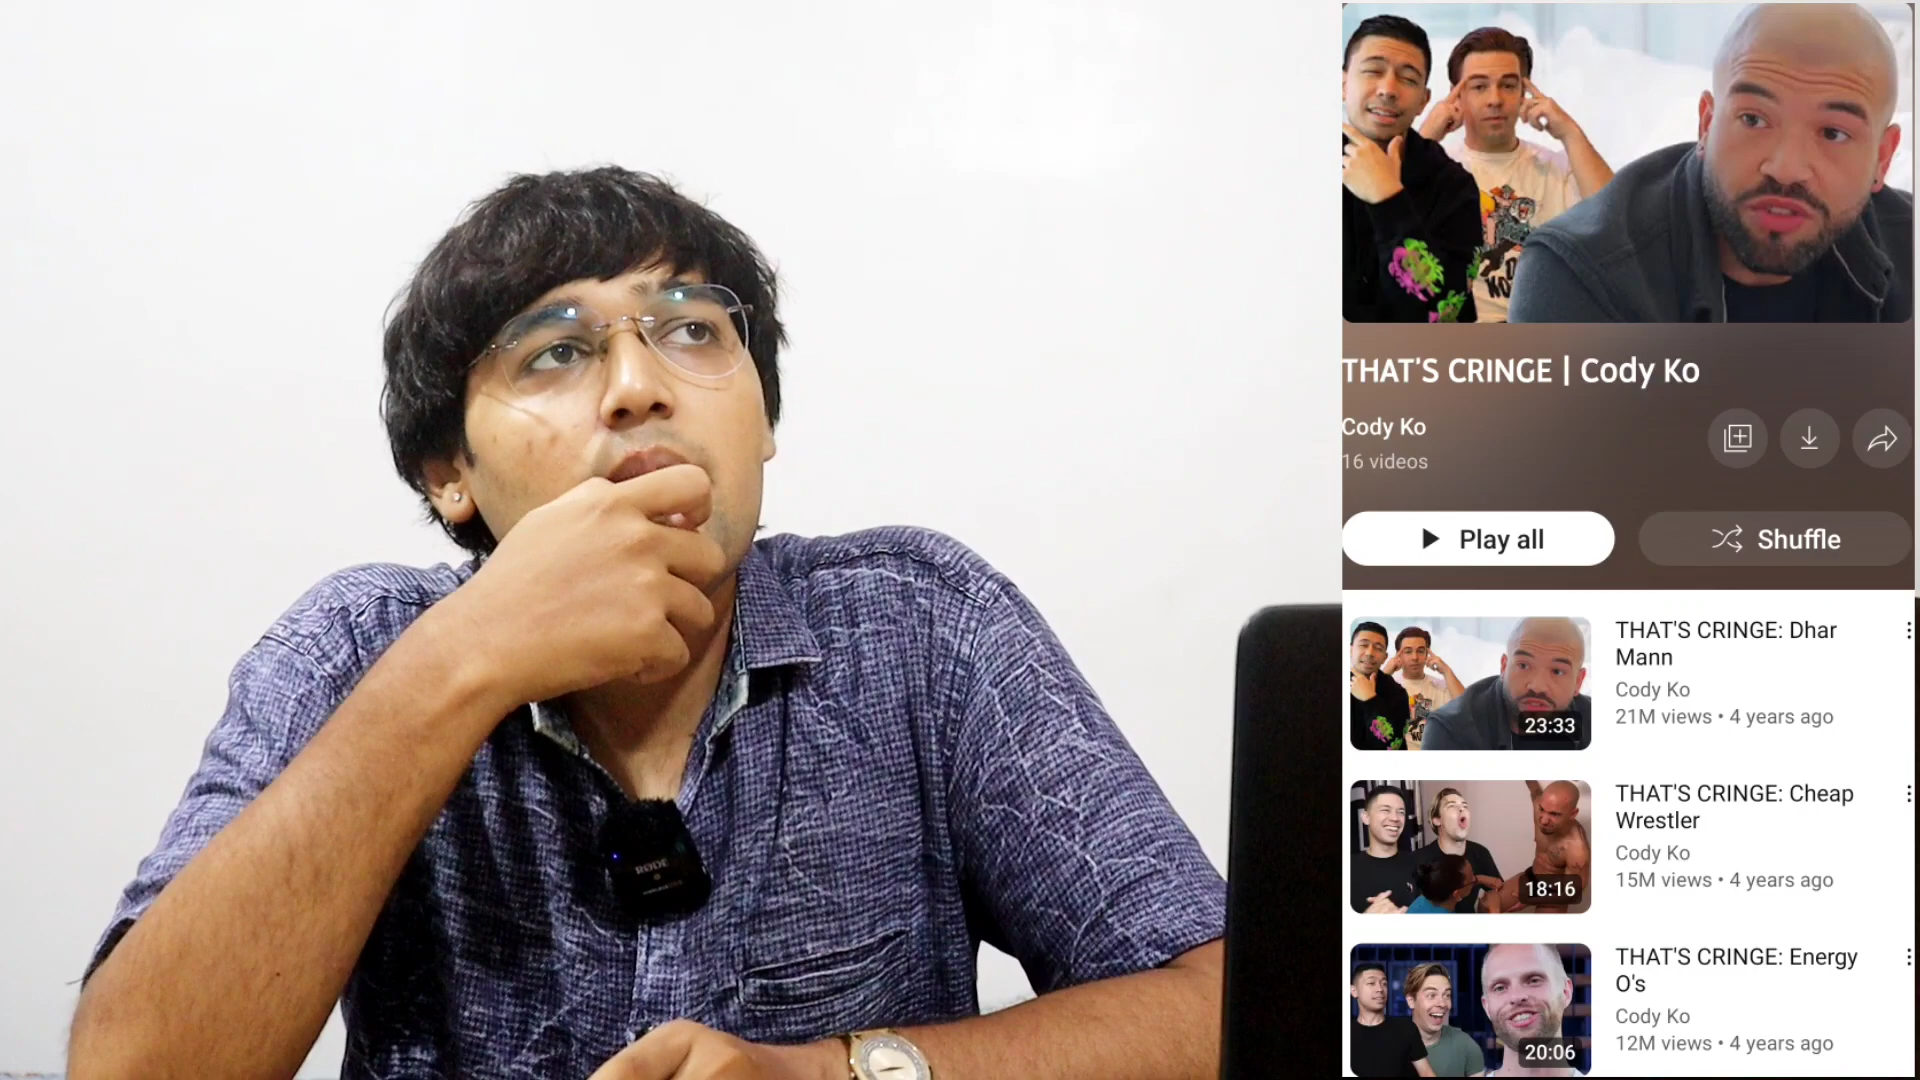 RØDE
THAT'S CRINGE | Cody Ko
Cody Ko
16 videos
Play all
Shuffle
THAT'S CRINGE: Dhar
Mann
Cody Ko
21M views • 4 years ago
23:33
THAT'S CRINGE: Cheap
Wrestler
Cody Ko
15M views • 4 years ago
18:16
THAT'S CRINGE: Energy
O's
Cody Ko
12M views • 4 years ago
20:06